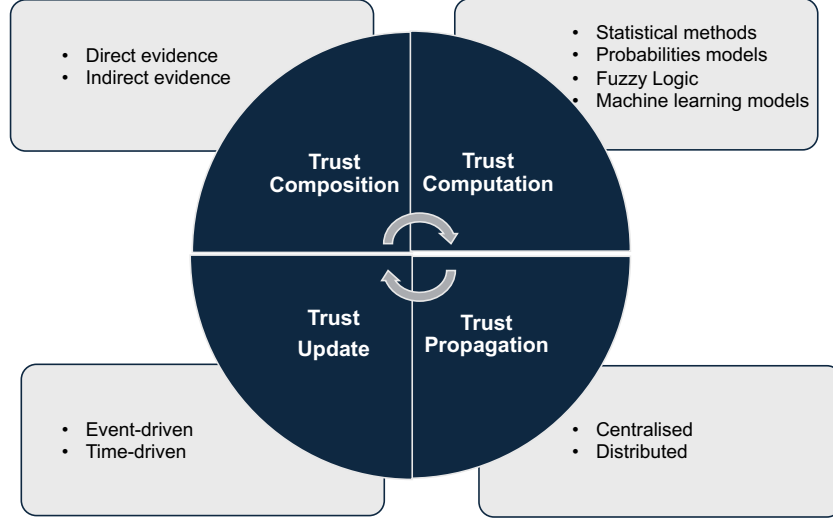 • Direct evidence
• Indirect evidence
• Statistical methods
• Probabilities models
• Fuzzy Logic
• Machine learning models
Trust
Composition
Trust
Computation
Trust
Update
Trust
Propagation
• Event-driven
• Time-driven
• Centralised
• Distributed